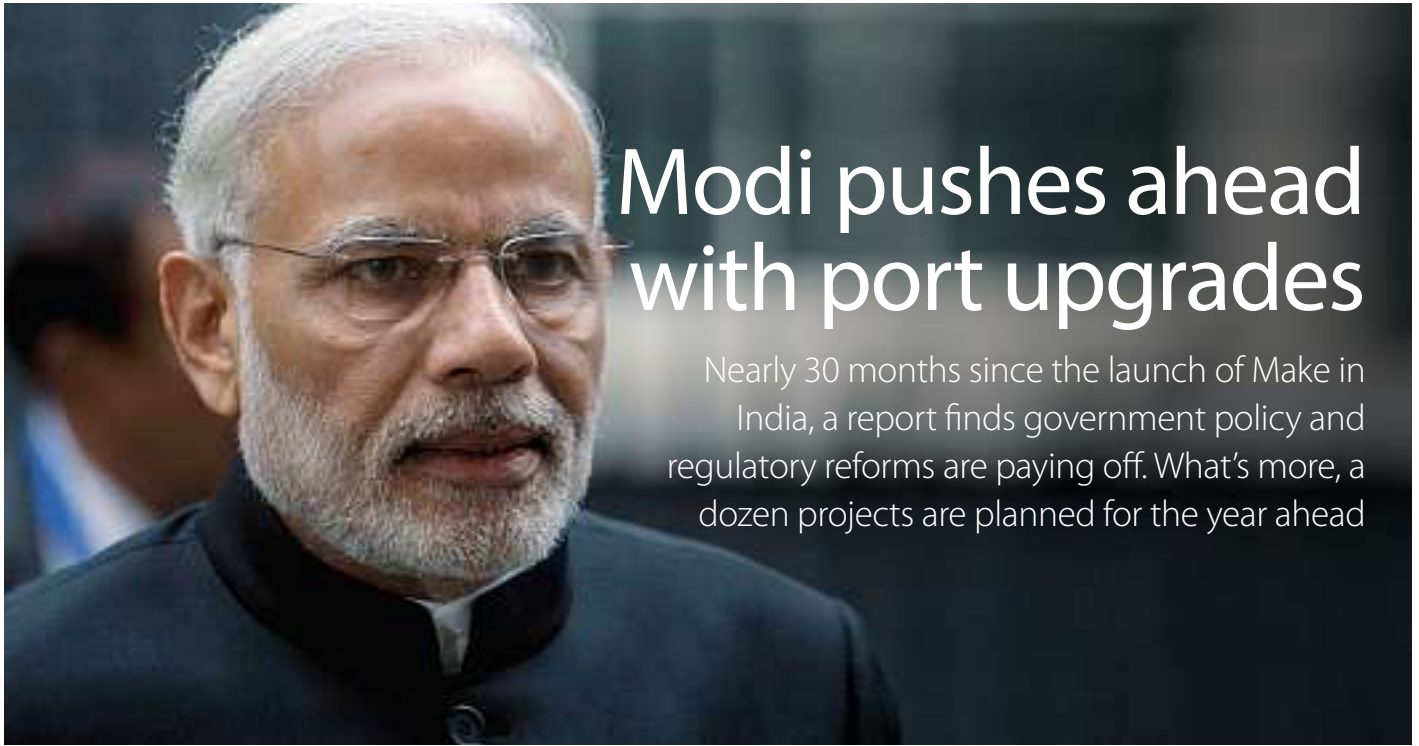 Modi pushes ahead
with port upgrades
Nearly 30 months since the launch of Make in
India, a report finds government policy and
regulatory reforms are paying off. What’s more, a
dozen projects are planned for the year ahead